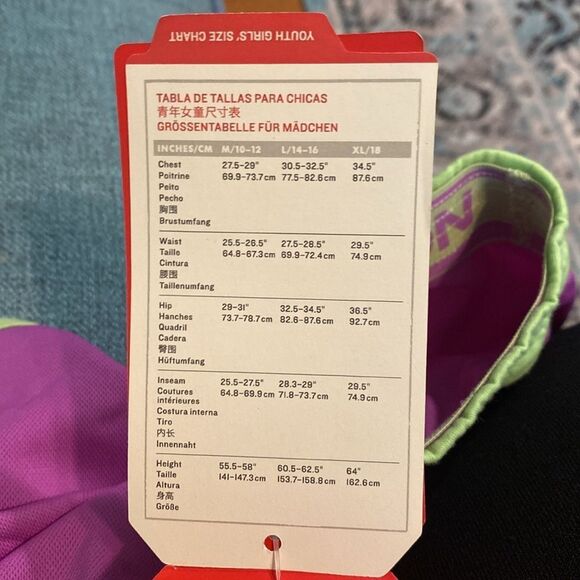 YOUTH GIRLS' SIZE CHART
TABLA DE TALLAS PARA CHICAS
青年女童尺寸表
GRÖSSENTABELLE FÜR MÄDCHEN
INCHES/CM M/10–12 L/14–16 XL/18
Chest 27.5–29" 30.5–32.5" 34.5"
Poitrine 69.9–73.7cm 77.5–82.6cm 87.6cm
Peito
Pecho
胸围
Brustumfang
Waist 25.5–26.5" 27.5–28.5" 29.5"
Taille 64.8–67.3cm 69.9–72.4cm 74.9cm
Cintura
腰围
Taillenumfang
Hip 29–31" 32.5–34.5" 36.5"
Hanches 73.7–78.7cm 82.6–87.6cm 92.7cm
Quadril
Cadera
臀围
Hüftumfang
Inseam 25.5–27.5" 28.3–29" 29.5"
Coutures 64.8–69.9cm 71.8–73.7cm 74.9cm
intérieures
Costura interna
Tiro
内长
Innennaht
Height 55.5–58" 60.5–62.5" 64"
Taille 141–147.3cm 153.7–158.8cm 162.6cm
Altura
身高
Größe